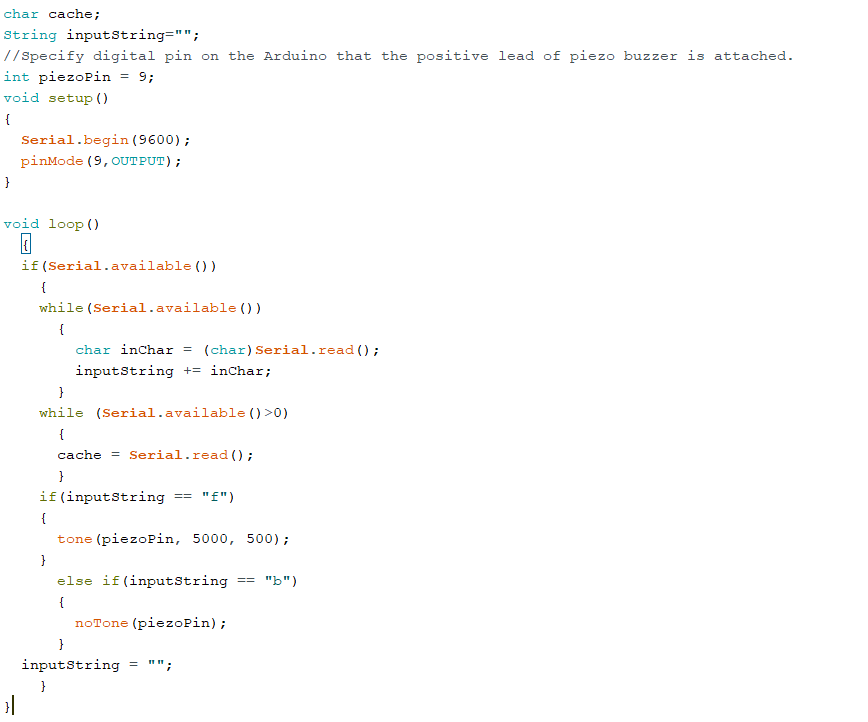 char cache;
String inputString="";
//Specify digital pin on the Arduino that the positive lead of piezo buzzer is attached.
int piezoPin = 9;
void setup()
{
  Serial.begin(9600);
  pinMode(9,OUTPUT);
}

void loop()
  {
  if(Serial.available())
    {
    while(Serial.available())
      {
        char inChar = (char)Serial.read();
        inputString += inChar;
      }
    while (Serial.available()>0)
      {
      cache = Serial.read();
      }
    if(inputString == "f")
    {
      tone(piezoPin, 5000, 500);
    }
      else if(inputString == "b")
      {
        noTone(piezoPin);
      }
  inputString = "";
    }
}